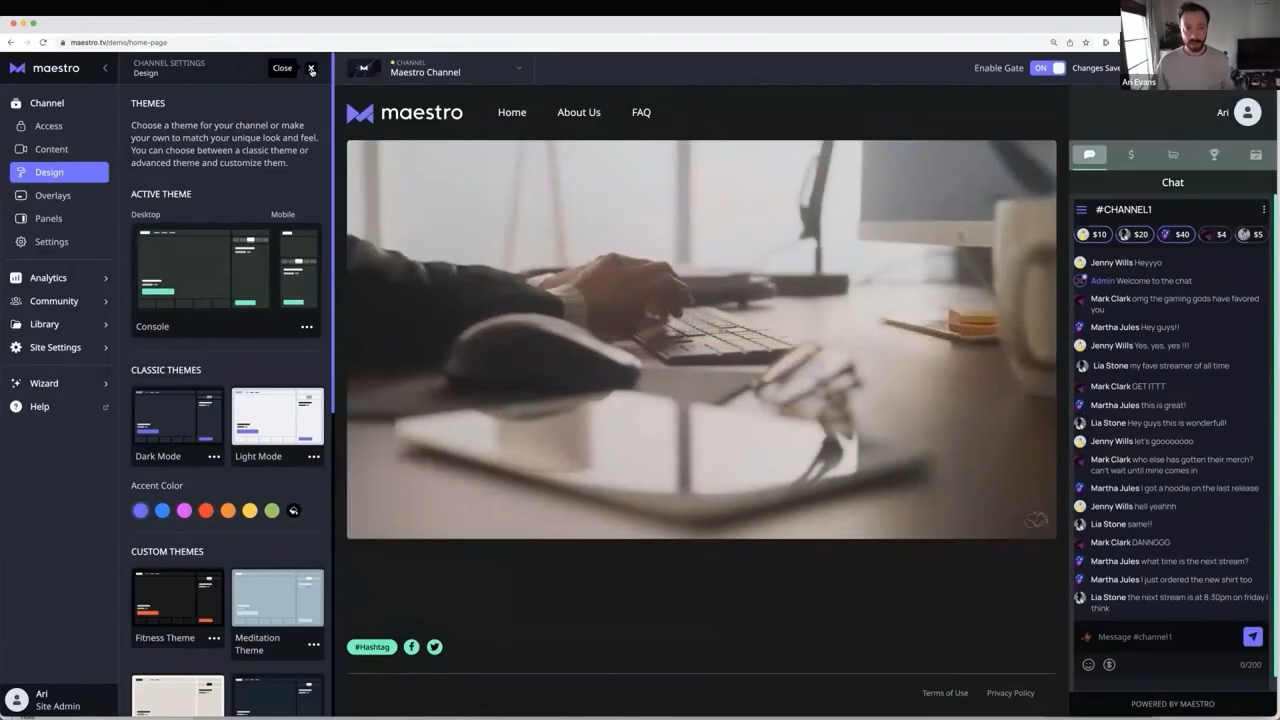 maestro.tv/demo/home-page
Ari Evans
maestro
CHANNEL SETTINGS
Design
Close
CHANNEL
Maestro Channel
Enable Gate
ON
Changes Save
Channel
Access
Content
Design
Overlays
Panels
Settings
Analytics
Community
Library
Site Settings
Wizard
Help
Ari
Site Admin
THEMES
Choose a theme for your channel or make
your own to match your unique look and feel.
You can choose between a classic theme or
advanced theme and customize them.
ACTIVE THEME
Desktop
Mobile
Console
CLASSIC THEMES
Dark Mode
Light Mode
Accent Color
CUSTOM THEMES
Fitness Theme
Meditation
Theme
maestro
Home
About Us
FAQ
Ari
#Hashtag
Terms of Use
Privacy Policy
$
Chat
#CHANNEL1
$10
$20
$40
$4
$5
Jenny Wills Heyyyo
Admin Welcome to the chat
Mark Clark omg the gaming gods have favored
you
Martha Jules Hey guys!!
Jenny Wills Yes, yes, yes !!!
Lia Stone my fave streamer of all time
Mark Clark GET ITTT
Martha Jules this is great!
Lia Stone Hey guys this is wonderfull!
Jenny Wills let's goooooooo
Mark Clark who else has gotten their merch?
can't wait until mine comes in
Martha Jules I got a hoodie on the last release
Jenny Wills hell yeahhh
Lia Stone same!!
Mark Clark DANNGGG
Martha Jules what time is the next stream?
Martha Jules I just ordered the new shirt too
Lia Stone the next stream is at 8:30pm on friday I
think
Message #channel1
0/200
POWERED BY MAESTRO